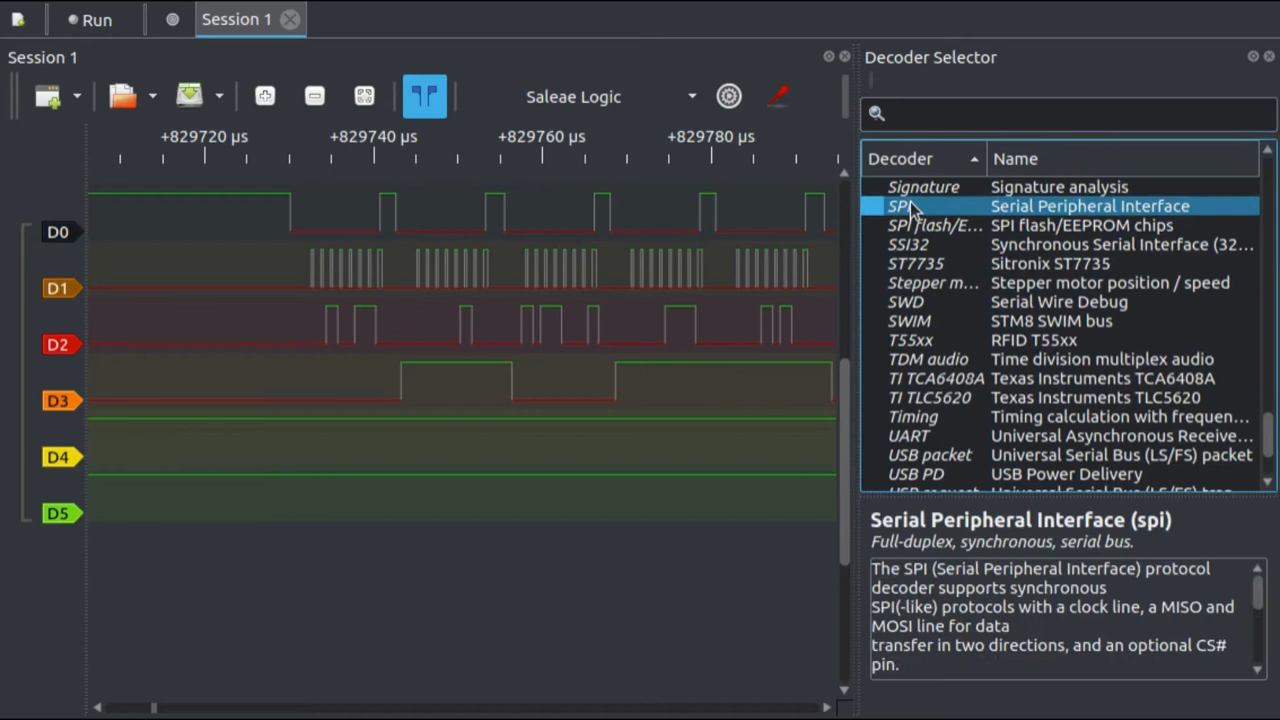 Run
Session 1
Session 1
Saleae Logic
+829720 µs
+829740 µs
+829760 µs
+829780 µs
D0
D1
D2
D3
D4
D5
Decoder Selector
Decoder Name
Signature Signature analysis
SPI Serial Peripheral Interface
SPI flash/E... SPI flash/EEPROM chips
SSI32 Synchronous Serial Interface (32...
ST7735 Sitronix ST7735
Stepper m... Stepper motor position / speed
SWD Serial Wire Debug
SWIM STM8 SWIM bus
T55xx RFID T55xx
TDM audio Time division multiplex audio
TI TCA6408A Texas Instruments TCA6408A
TI TLC5620 Texas Instruments TLC5620
Timing Timing calculation with frequen...
UART Universal Asynchronous Receive...
USB packet Universal Serial Bus (LS/FS) packet
USB PD USB Power Delivery
Serial Peripheral Interface (spi)
Full-duplex, synchronous, serial bus.
The SPI (Serial Peripheral Interface) protocol
decoder supports synchronous
SPI(-like) protocols with a clock line, a MISO and
MOSI line for data
transfer in two directions, and an optional CS#
pin.